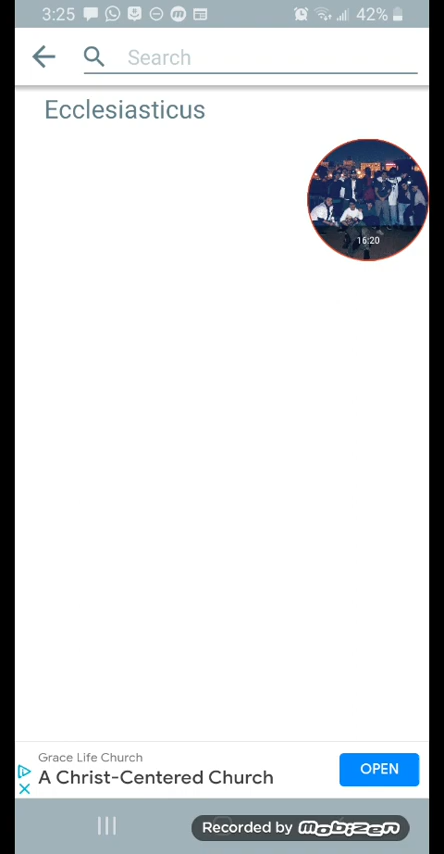 3:25 42%
Search
Ecclesiasticus
16:20
Grace Life Church
A Christ-Centered Church
OPEN
Recorded by Mobizen